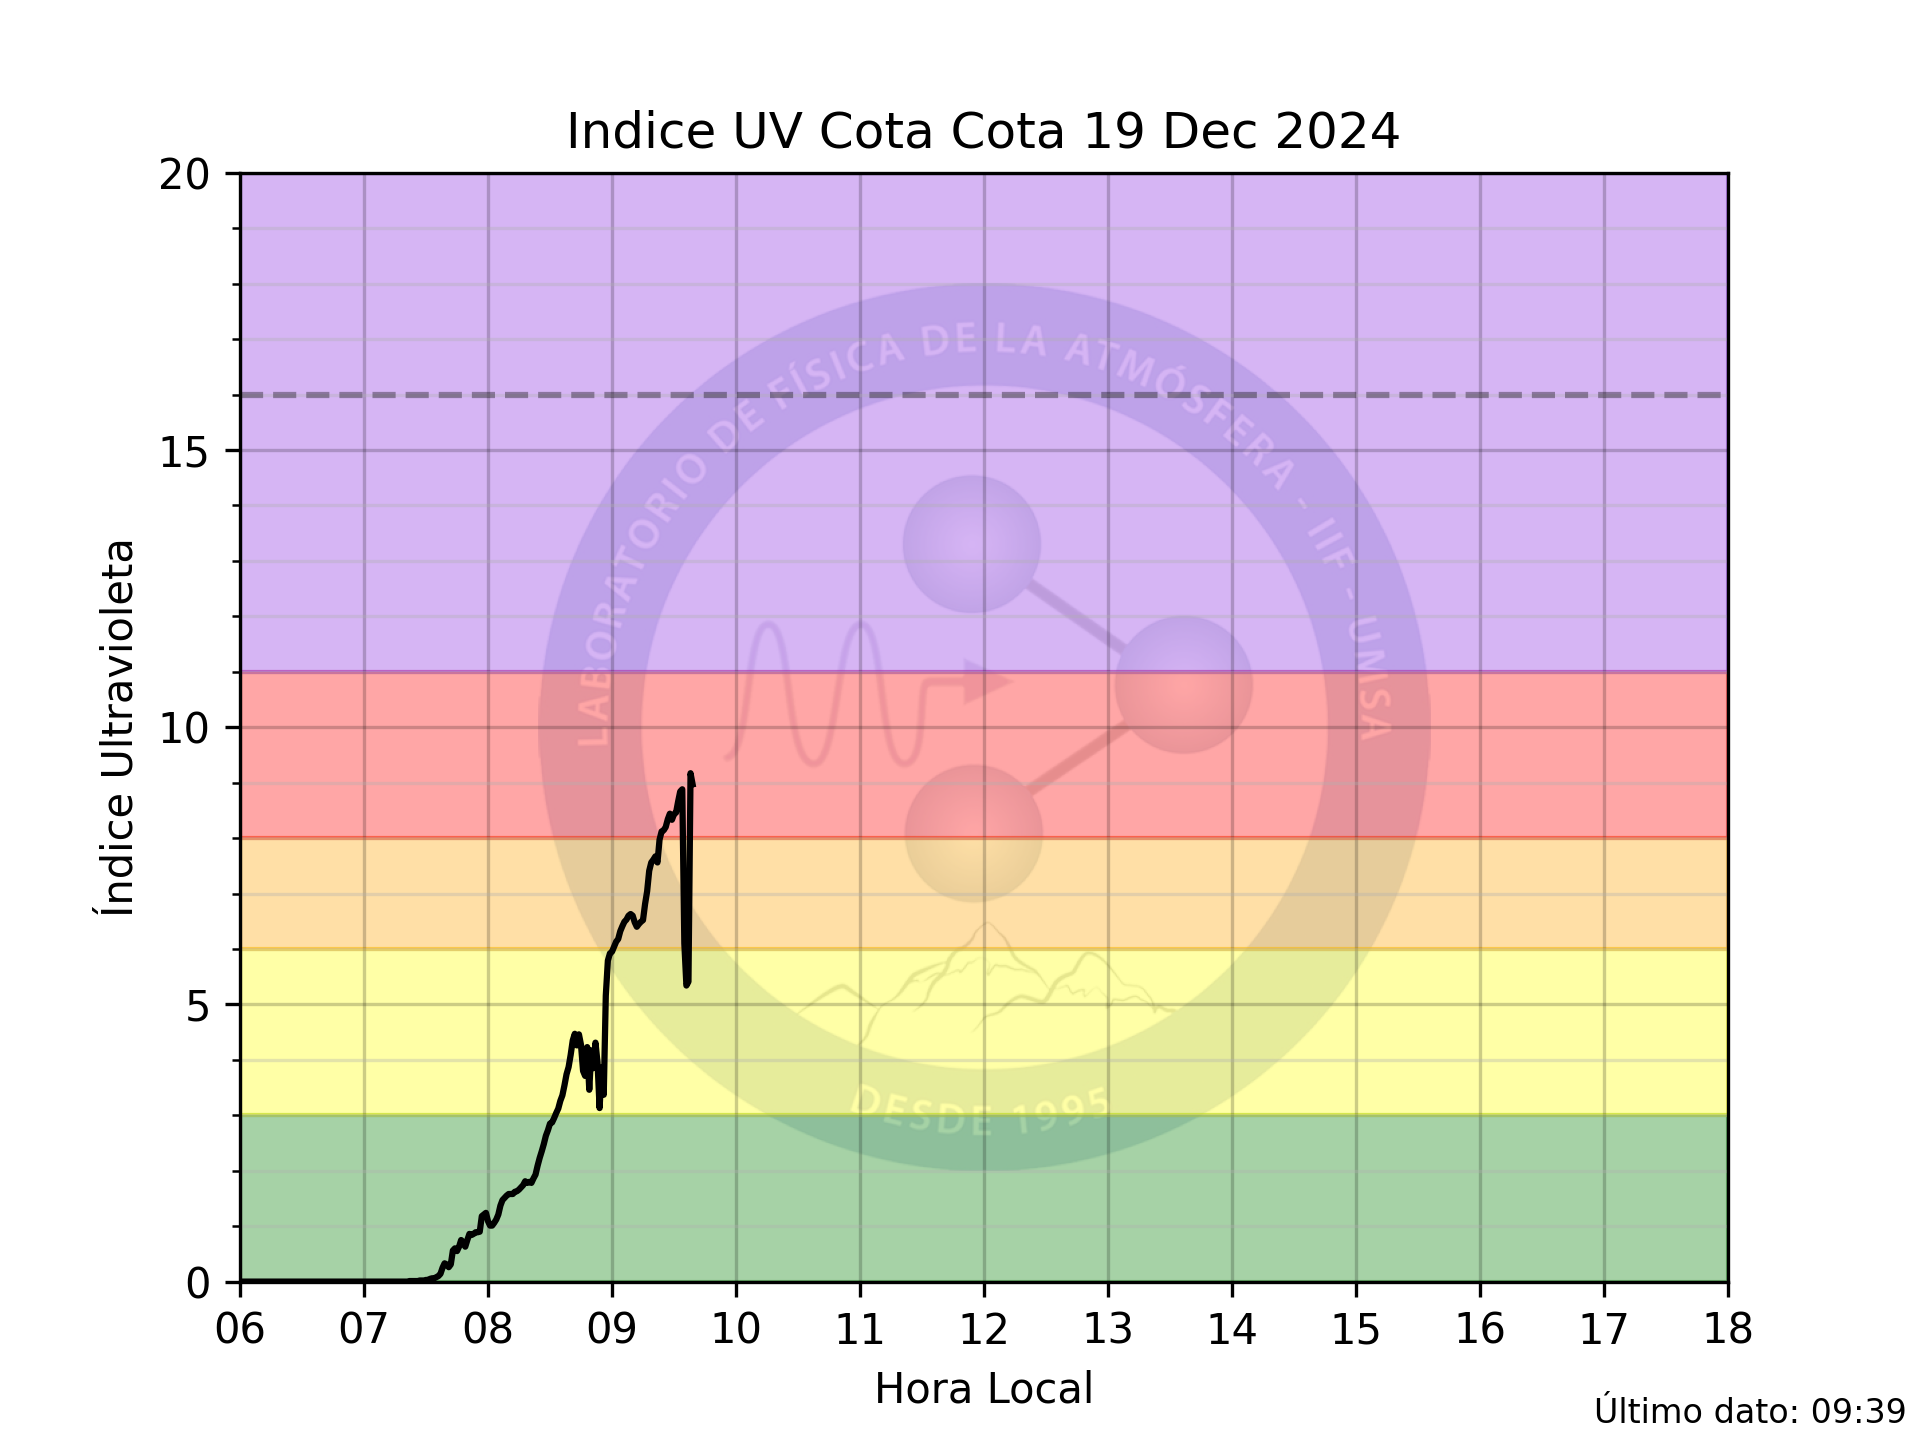 Indice UV Cota Cota 19 Dec 2024
20
15
10
5
0
Índice Ultravioleta
LABORATORIO DE FÍSICA DE LA ATMÓSFERA - IIF - UMSA
DESDE 1995
06 07 08 09 10 11 12 13 14 15 16 17 18
Hora Local
Último dato: 09:39